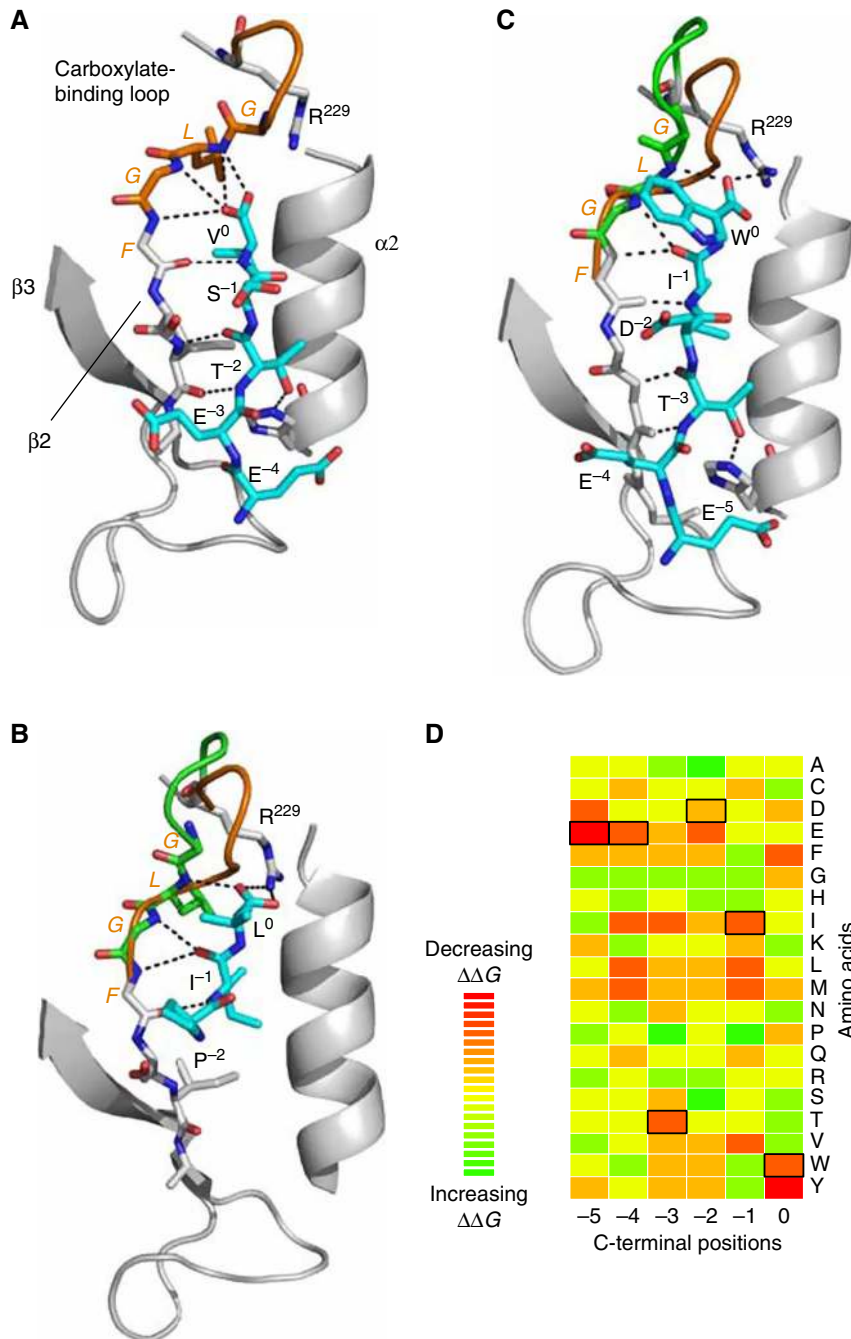 A
Carboxylate-
binding loop
R229
G
L
G
F
V0
S–1
T–2
E–3
E–4
α2
β3
β2
C
R229
G
L
G
F
W0
I–1
D–2
T–3
E–4
E–5
B
R229
G
L
G
F
L0
I–1
P–2
D
Decreasing
ΔΔG
Increasing
ΔΔG
A
C
D
E
F
G
H
I
K
L
M
N
P
Q
R
S
T
V
W
Y
Amino acids
–5 –4 –3 –2 –1 0
C-terminal positions